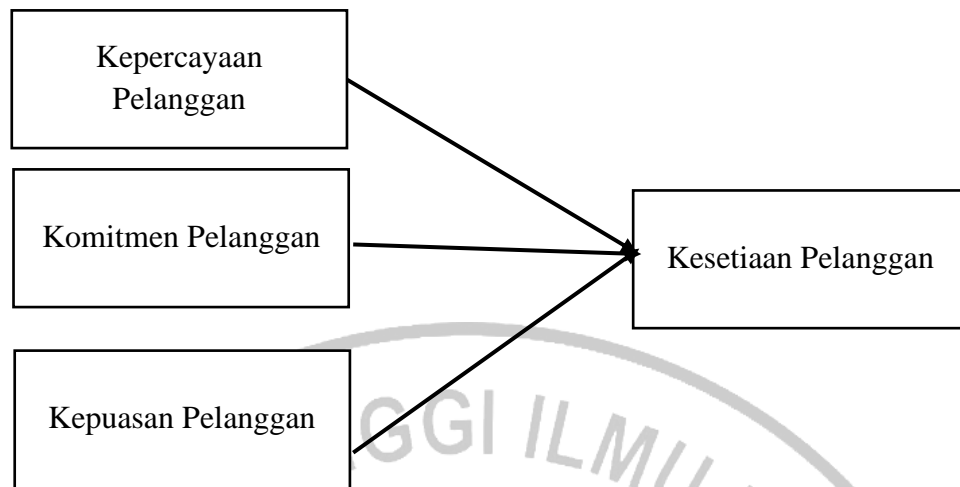 Kepercayaan
Pelanggan
Komitmen Pelanggan
Kesetiaan Pelanggan
Kepuasan Pelanggan
GGI ILMU